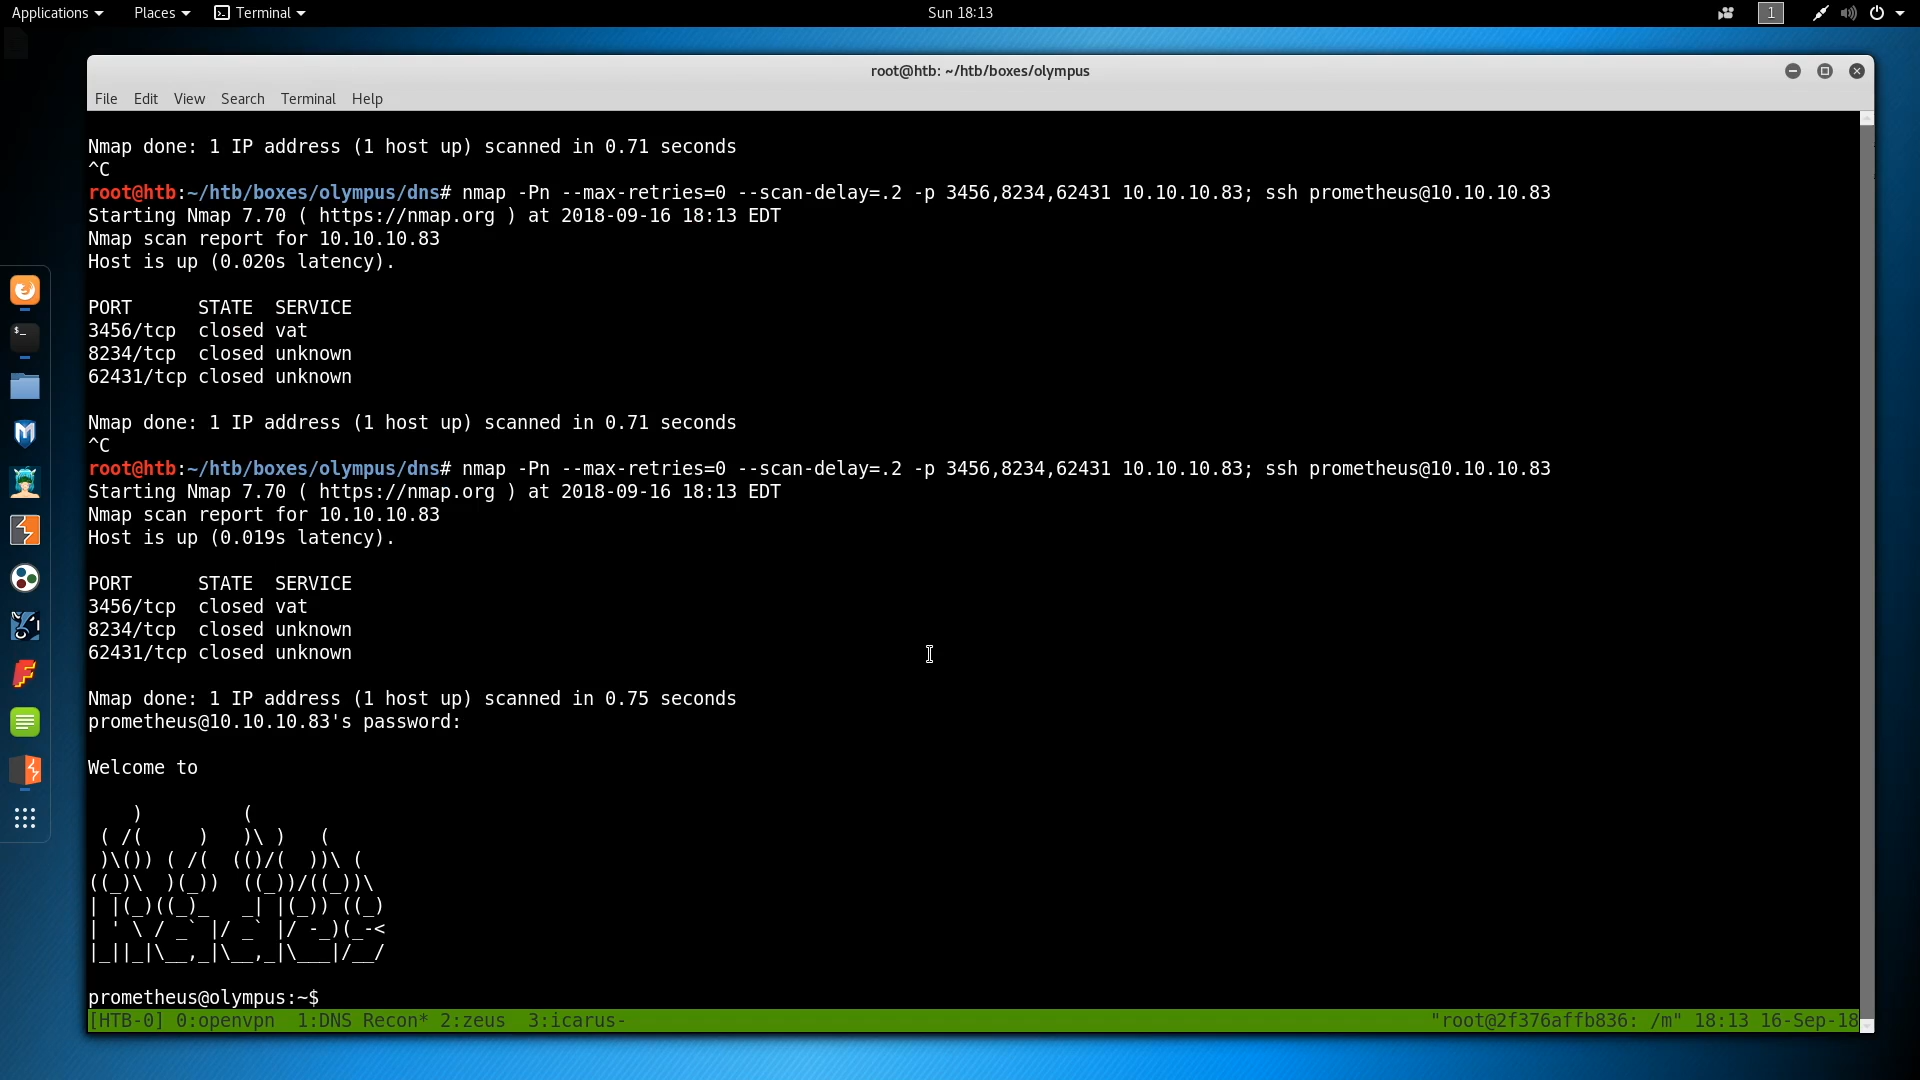 Applications Places Terminal Sun 18:13 1
root@htb: ~/htb/boxes/olympus
File Edit View Search Terminal Help
Nmap done: 1 IP address (1 host up) scanned in 0.71 seconds
^C
root@htb:~/htb/boxes/olympus/dns# nmap -Pn --max-retries=0 --scan-delay=.2 -p 3456,8234,62431 10.10.10.83; ssh prometheus@10.10.10.83
Starting Nmap 7.70 ( https://nmap.org ) at 2018-09-16 18:13 EDT
Nmap scan report for 10.10.10.83
Host is up (0.020s latency).
PORT      STATE  SERVICE
3456/tcp  closed vat
8234/tcp  closed unknown
62431/tcp closed unknown
Nmap done: 1 IP address (1 host up) scanned in 0.71 seconds
^C
root@htb:~/htb/boxes/olympus/dns# nmap -Pn --max-retries=0 --scan-delay=.2 -p 3456,8234,62431 10.10.10.83; ssh prometheus@10.10.10.83
Starting Nmap 7.70 ( https://nmap.org ) at 2018-09-16 18:13 EDT
Nmap scan report for 10.10.10.83
Host is up (0.019s latency).
PORT      STATE  SERVICE
3456/tcp  closed vat
8234/tcp  closed unknown
62431/tcp closed unknown
Nmap done: 1 IP address (1 host up) scanned in 0.75 seconds
prometheus@10.10.10.83's password:
Welcome to
    )         (
 ( /(     )   )\ )   (
 )\()) ( /(  (()/(  ))\ (
((_)\  )(_))  ((_))/((_))\
| |(_)((_)_   _| |(_)) ((_)
| ' \ / _` |/ _` |/ -_)(_-<
|_||_|\__,_|\__,_|\___|/__/
prometheus@olympus:~$
[HTB-0] 0:openvpn  1:DNS Recon* 2:zeus  3:icarus- "root@2f376affb836: /m" 18:13 16-Sep-18